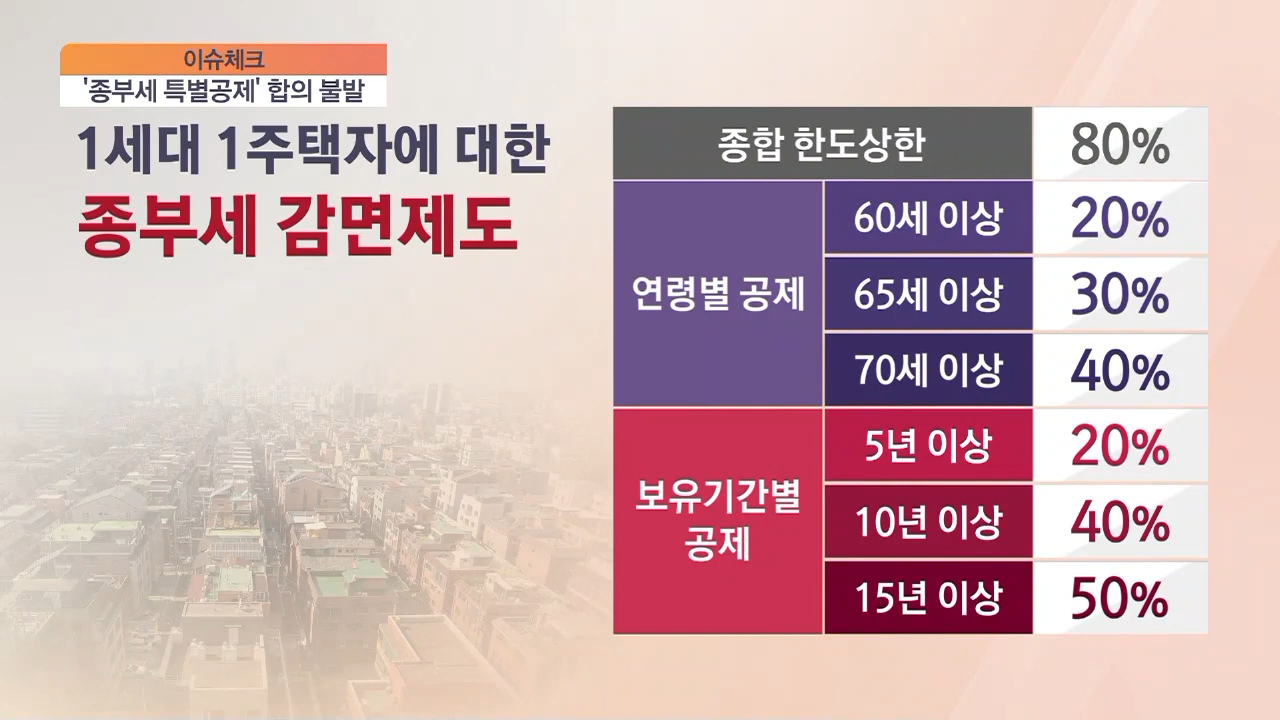 이슈체크
'종부세 특별공제' 합의 불발
1세대 1주택자에 대한
종부세 감면제도
종합 한도상한 80%
연령별 공제
60세 이상 20%
65세 이상 30%
70세 이상 40%
보유기간별
공제
5년 이상 20%
10년 이상 40%
15년 이상 50%